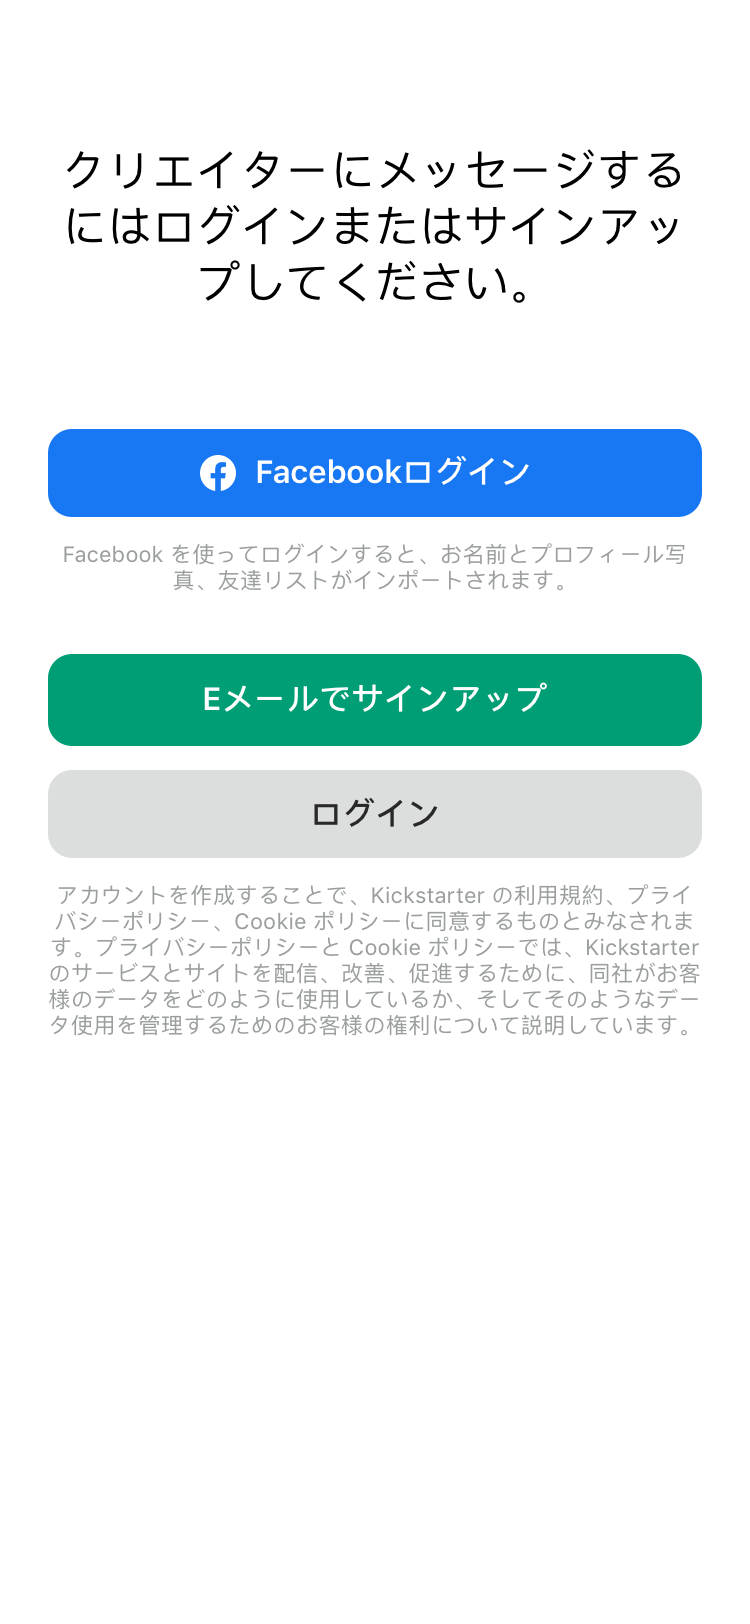 クリエイターにメッセージする
にはログインまたはサインアッ
プしてください。
Facebookログイン
Facebook を使ってログインすると、お名前とプロフィール写
真、友達リストがインポートされます。
Eメールでサインアップ
ログイン
アカウントを作成することで、Kickstarter の利用規約、プライ
バシーポリシー、Cookie ポリシーに同意するものとみなされま
す。プライバシーポリシーと Cookie ポリシーでは、Kickstarter
のサービスとサイトを配信、改善、促進するために、同社がお客
様のデータをどのように使用しているか、そしてそのようなデー
タ使用を管理するためのお客様の権利について説明しています。